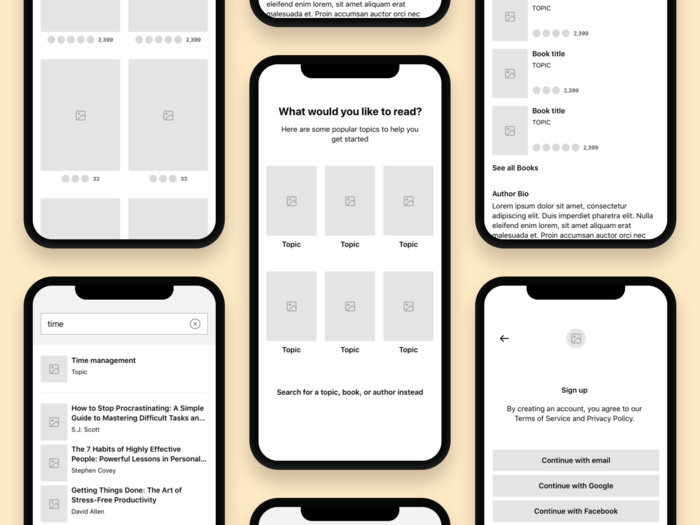 2,399
2,399
33
33
time
Time management
Topic
How to Stop Procrastinating: A Simple
Guide to Mastering Difficult Tasks an...
S.J. Scott
The 7 Habits of Highly Effective
People: Powerful Lessons in Personal...
Stephen Covey
Getting Things Done: The Art of
Stress-Free Productivity
David Allen
eleifend enim lorem, sit amet aliquam erat
malesuada et. Proin accumsan auctor orci nec
What would you like to read?
Here are some popular topics to help you
get started
Topic
Topic
Topic
Topic
Topic
Topic
Search for a topic, book, or author instead
TOPIC
2,399
Book title
TOPIC
2,399
Book title
TOPIC
2,399
See all Books
Author Bio
Lorem ipsum dolor sit amet, consectetur
adipiscing elit. Duis imperdiet pharetra elit. Nulla
eleifend enim lorem, sit amet aliquam erat
malesuada et. Proin accumsan auctor orci nec
Sign up
By creating an account, you agree to our
Terms of Service and Privacy Policy.
Continue with email
Continue with Google
Continue with Facebook